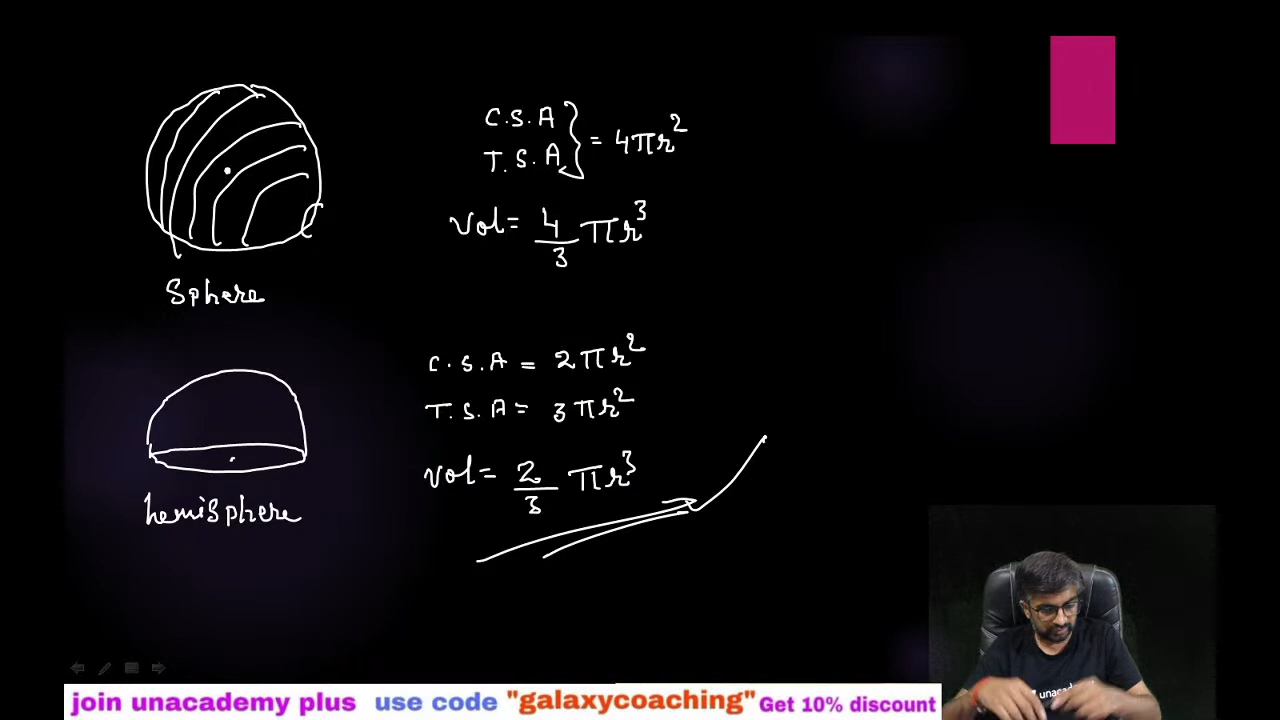 C.S.A
T.S.A } = 4πr²
Vol = 4/3 πr³
Sphere
C.S.A = 2πr²
T.S.A = 3πr²
Vol = 2/3 πr³
hemisphere
unacad
join unacademy plus use code "galaxycoaching" Get 10% discount